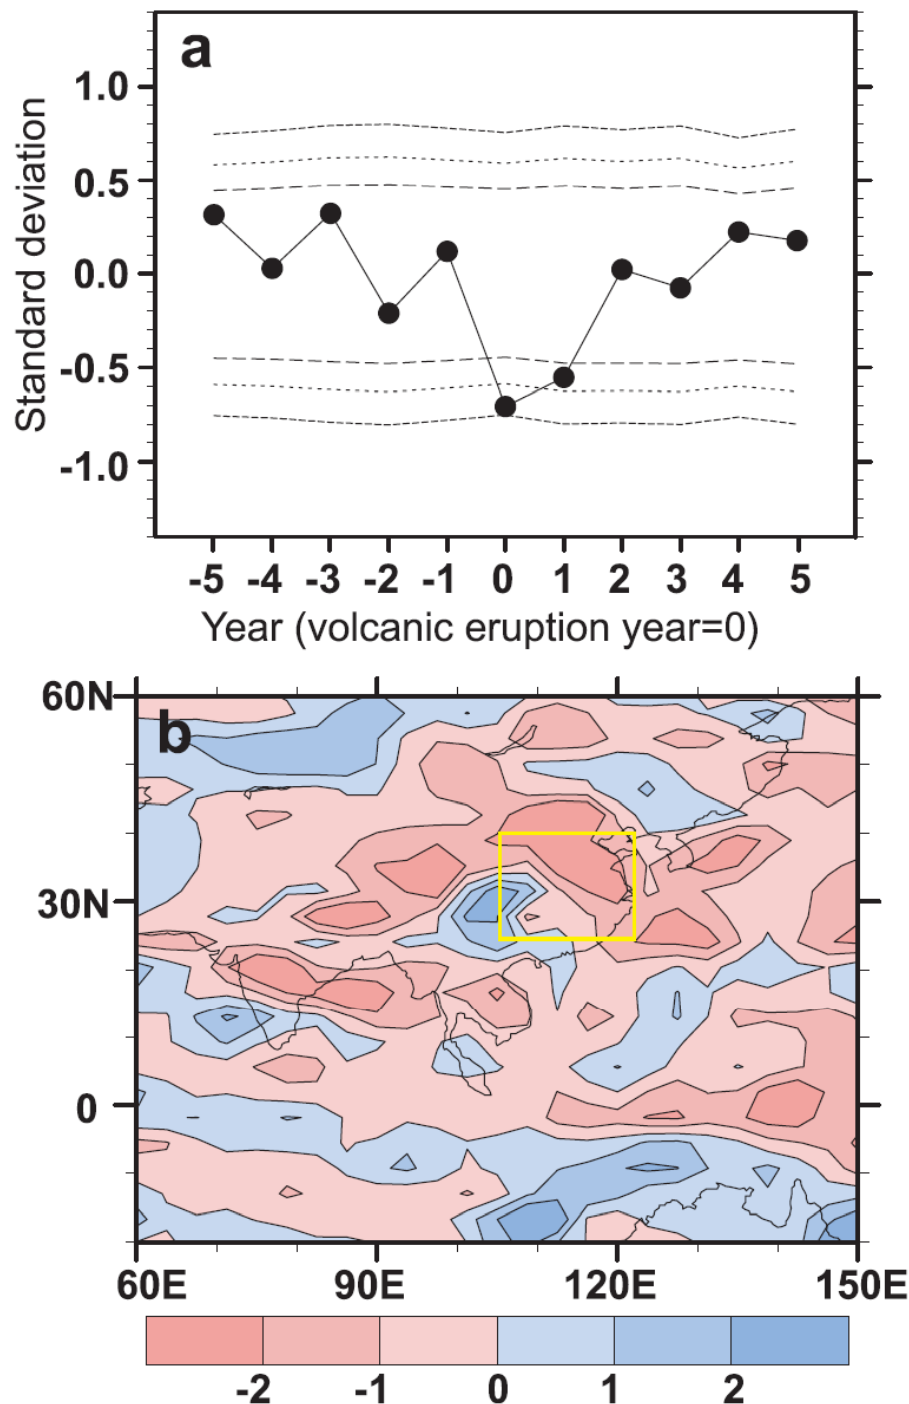 a
Standard deviation
1.0
0.5
0.0
-0.5
-1.0
-5 -4 -3 -2 -1 0 1 2 3 4 5
Year (volcanic eruption year=0)
b
60N
30N
0
60E 90E 120E 150E
-2 -1 0 1 2